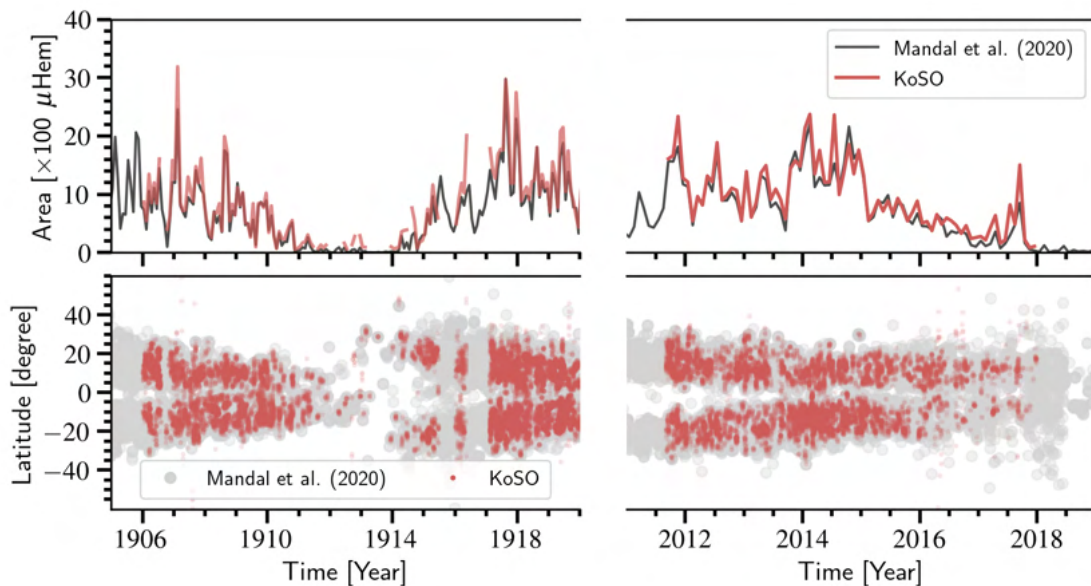 40
30
20
10
0
Area [×100 μHem]
Mandal et al. (2020)
KoSO
40
20
0
−20
−40
Latitude [degree]
Mandal et al. (2020) KoSO
1906 1910 1914 1918 2012 2014 2016 2018
Time [Year] Time [Year]